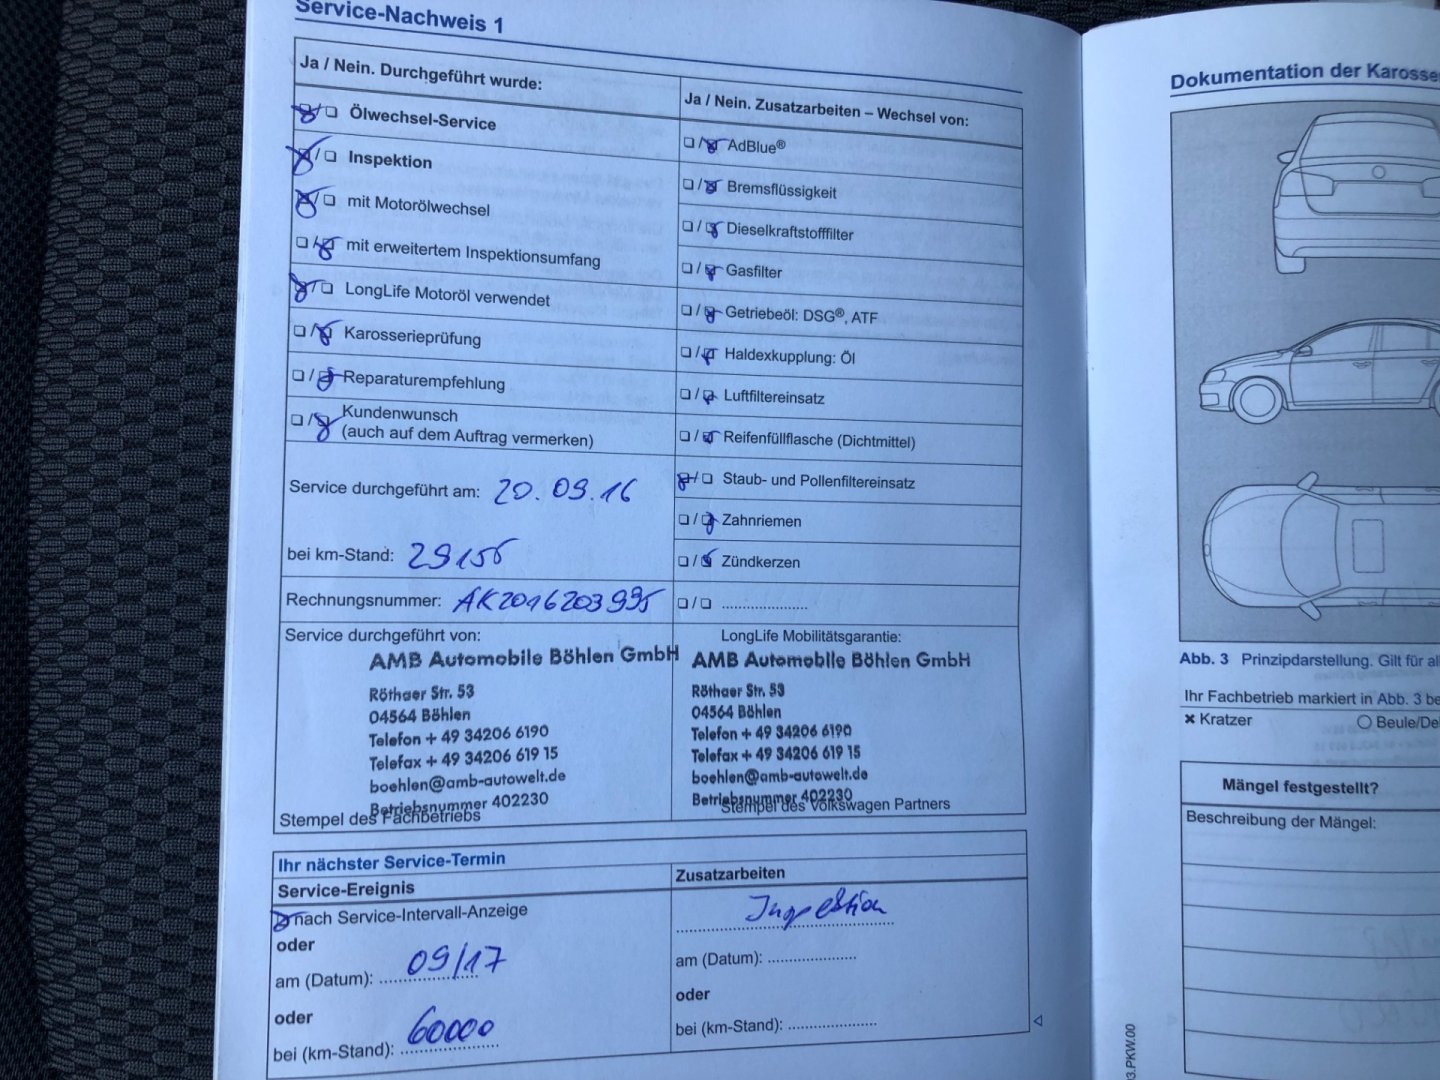 Service-Nachweis 1
Ja / Nein. Durchgeführt wurde:
❏/❏ Ölwechsel-Service
❏/❏ Inspektion
❏/❏ mit Motorölwechsel
❏/❏ mit erweitertem Inspektionsumfang
❏/❏ LongLife Motoröl verwendet
❏/❏ Karosserieprüfung
❏/❏ Reparaturempfehlung
❏/❏ Kundenwunsch
(auch auf dem Auftrag vermerken)
Service durchgeführt am: 20.09.16
bei km-Stand: 29155
Rechnungsnummer: AK2016203995
Service durchgeführt von:
AMB Automobile Böhlen GmbH
Röthaer Str. 53
04564 Böhlen
Telefon + 49 34206 6190
Telefax + 49 34206 619 15
boehlen@amb-autowelt.de
Betriebsnummer 402230
Stempel des Fachbetriebs
Ja / Nein. Zusatzarbeiten – Wechsel von:
❏/❏ AdBlue®
❏/❏ Bremsflüssigkeit
❏/❏ Dieselkraftstofffilter
❏/❏ Gasfilter
❏/❏ Getriebeöl: DSG®, ATF
❏/❏ Haldexkupplung: Öl
❏/❏ Luftfiltereinsatz
❏/❏ Reifenfüllflasche (Dichtmittel)
❏/❏ Staub- und Pollenfiltereinsatz
❏/❏ Zahnriemen
❏/❏ Zündkerzen
❏/❏ .....................
LongLife Mobilitätsgarantie:
AMB Automobile Böhlen GmbH
Röthaer Str. 53
04564 Böhlen
Telefon + 49 34206 6190
Telefax + 49 34206 619 15
boehlen@amb-autowelt.de
Betriebsnummer 402230
Stempel des Volkswagen Partners
Ihr nächster Service-Termin
Service-Ereignis
❏ nach Service-Intervall-Anzeige
oder
am (Datum): 09/17
oder
bei (km-Stand): 60000
Zusatzarbeiten
Inspektion
am (Datum): .....................
oder
bei (km-Stand): .....................
Dokumentation der
Abb. 3 Prinzipdarstellung. Gilt für
Ihr Fachbetrieb markiert in Abb. 3
✖ Kratzer
❍ Beule/
Mängel festgestellt?
Beschreibung der Mängel:
3.PKW.00